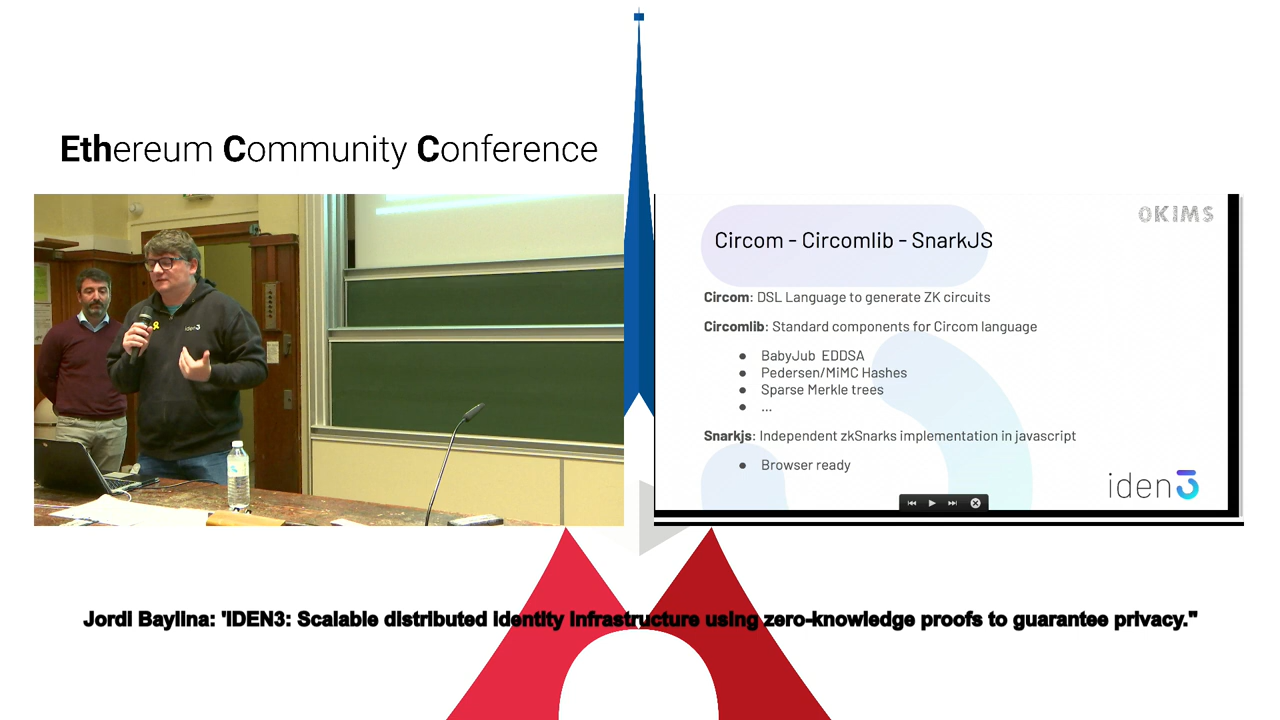 Ethereum Community Conference
iden3
0KIMS
Circom - Circomlib - SnarkJS
Circom: DSL Language to generate ZK circuits
Circomlib: Standard components for Circom language
● BabyJub EDDSA
● Pedersen/MiMC Hashes
● Sparse Merkle trees
● ...
Snarkjs: Independent zkSnarks implementation in javascript
● Browser ready
iden3
Jordi Baylina: "IDEN3: Scalable distributed identity infrastructure using zero-knowledge proofs to guarantee privacy."